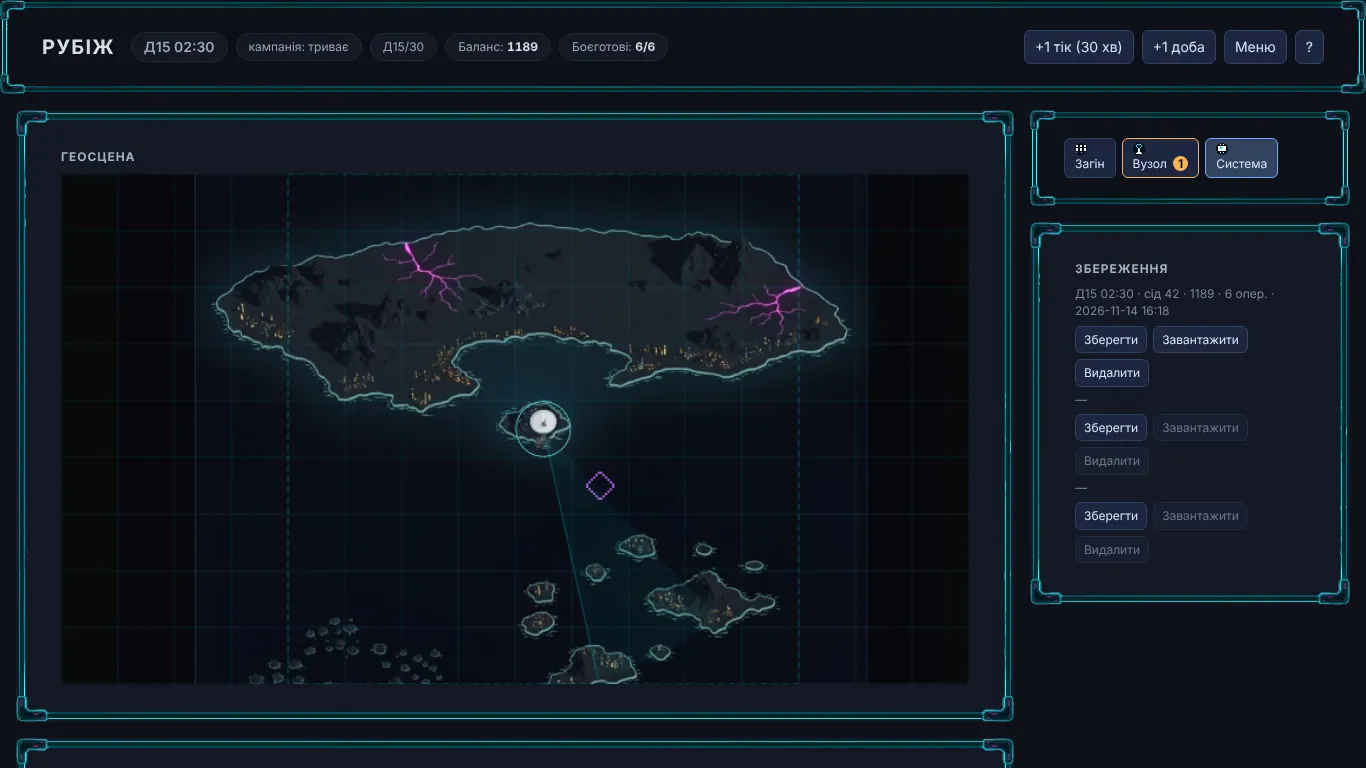 РУБІЖ
Д15 02:30
кампанія: триває
Д15/30
Баланс: 1189
Боєготові: 6/6
+1 тік (30 хв)
+1 доба
Меню
?
ГЕОСЦЕНА
Загін
Вузол 1
Система
ЗБЕРЕЖЕННЯ
Д15 02:30 · сід 42 · 1189 · 6 опер. ·
2026-11-14 16:18
Зберегти Завантажити
Видалити
—
Зберегти Завантажити
Видалити
—
Зберегти Завантажити
Видалити